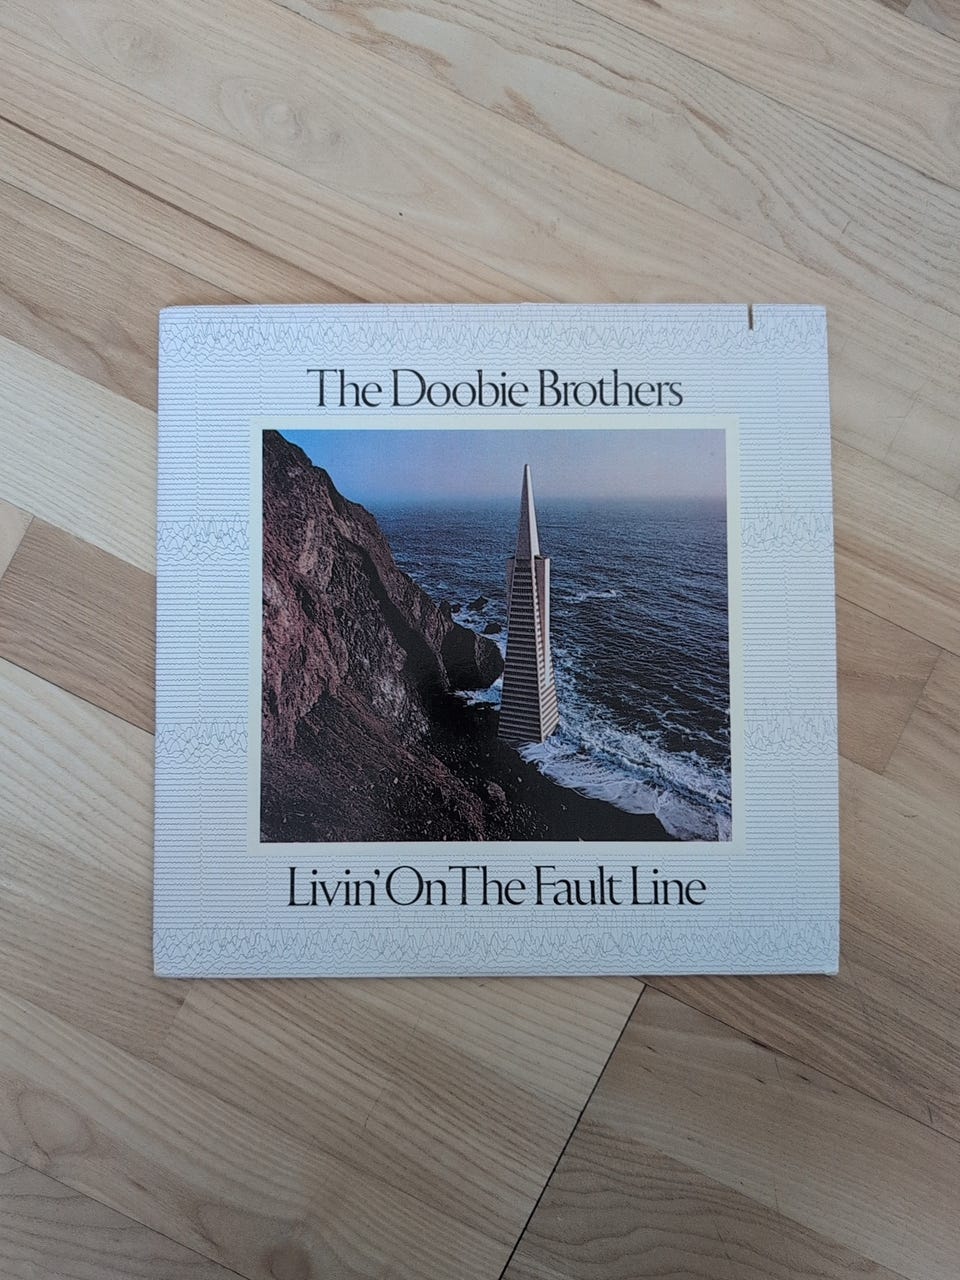 The Doobie Brothers
Livin' On The Fault Line